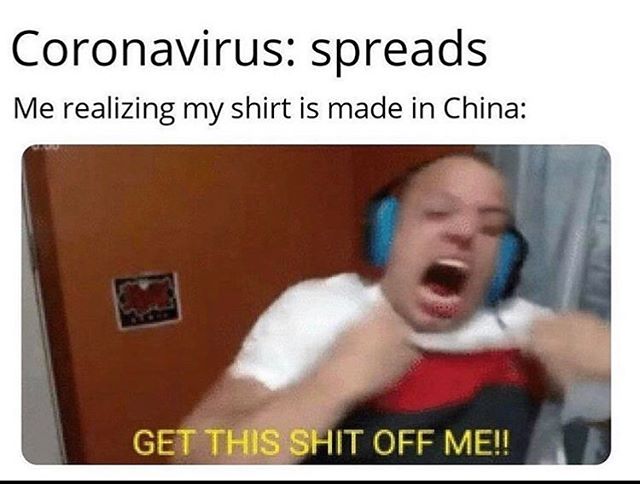 Coronavirus: spreads
Me realizing my shirt is made in China:
GET THIS SHIT OFF ME!!